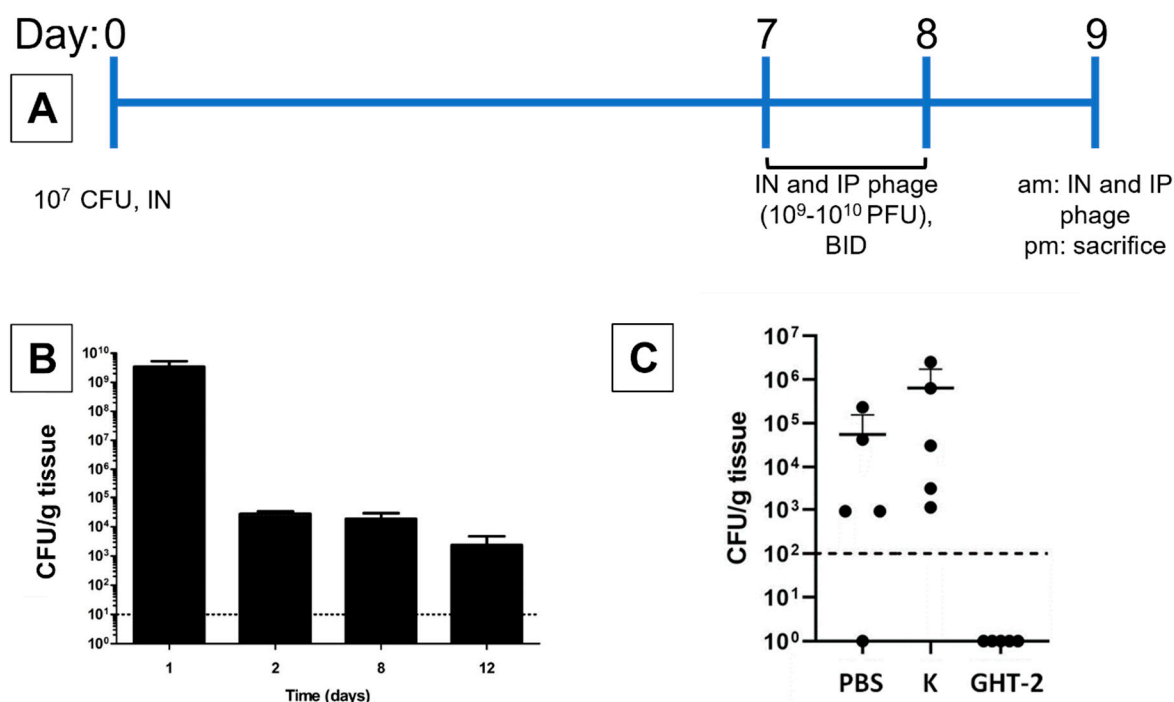 Day: 0 7 8 9
A
10⁷ CFU, IN
IN and IP phage
(10⁹-10¹⁰ PFU),
BID
am: IN and IP
phage
pm: sacrifice
B
CFU/g tissue
10¹⁰
10⁹
10⁸
10⁷
10⁶
10⁵
10⁴
10³
10²
10¹
10⁰
1 2 8 12
Time (days)
C
CFU/g tissue
10⁷
10⁶
10⁵
10⁴
10³
10²
10¹
10⁰
PBS K GHT-2